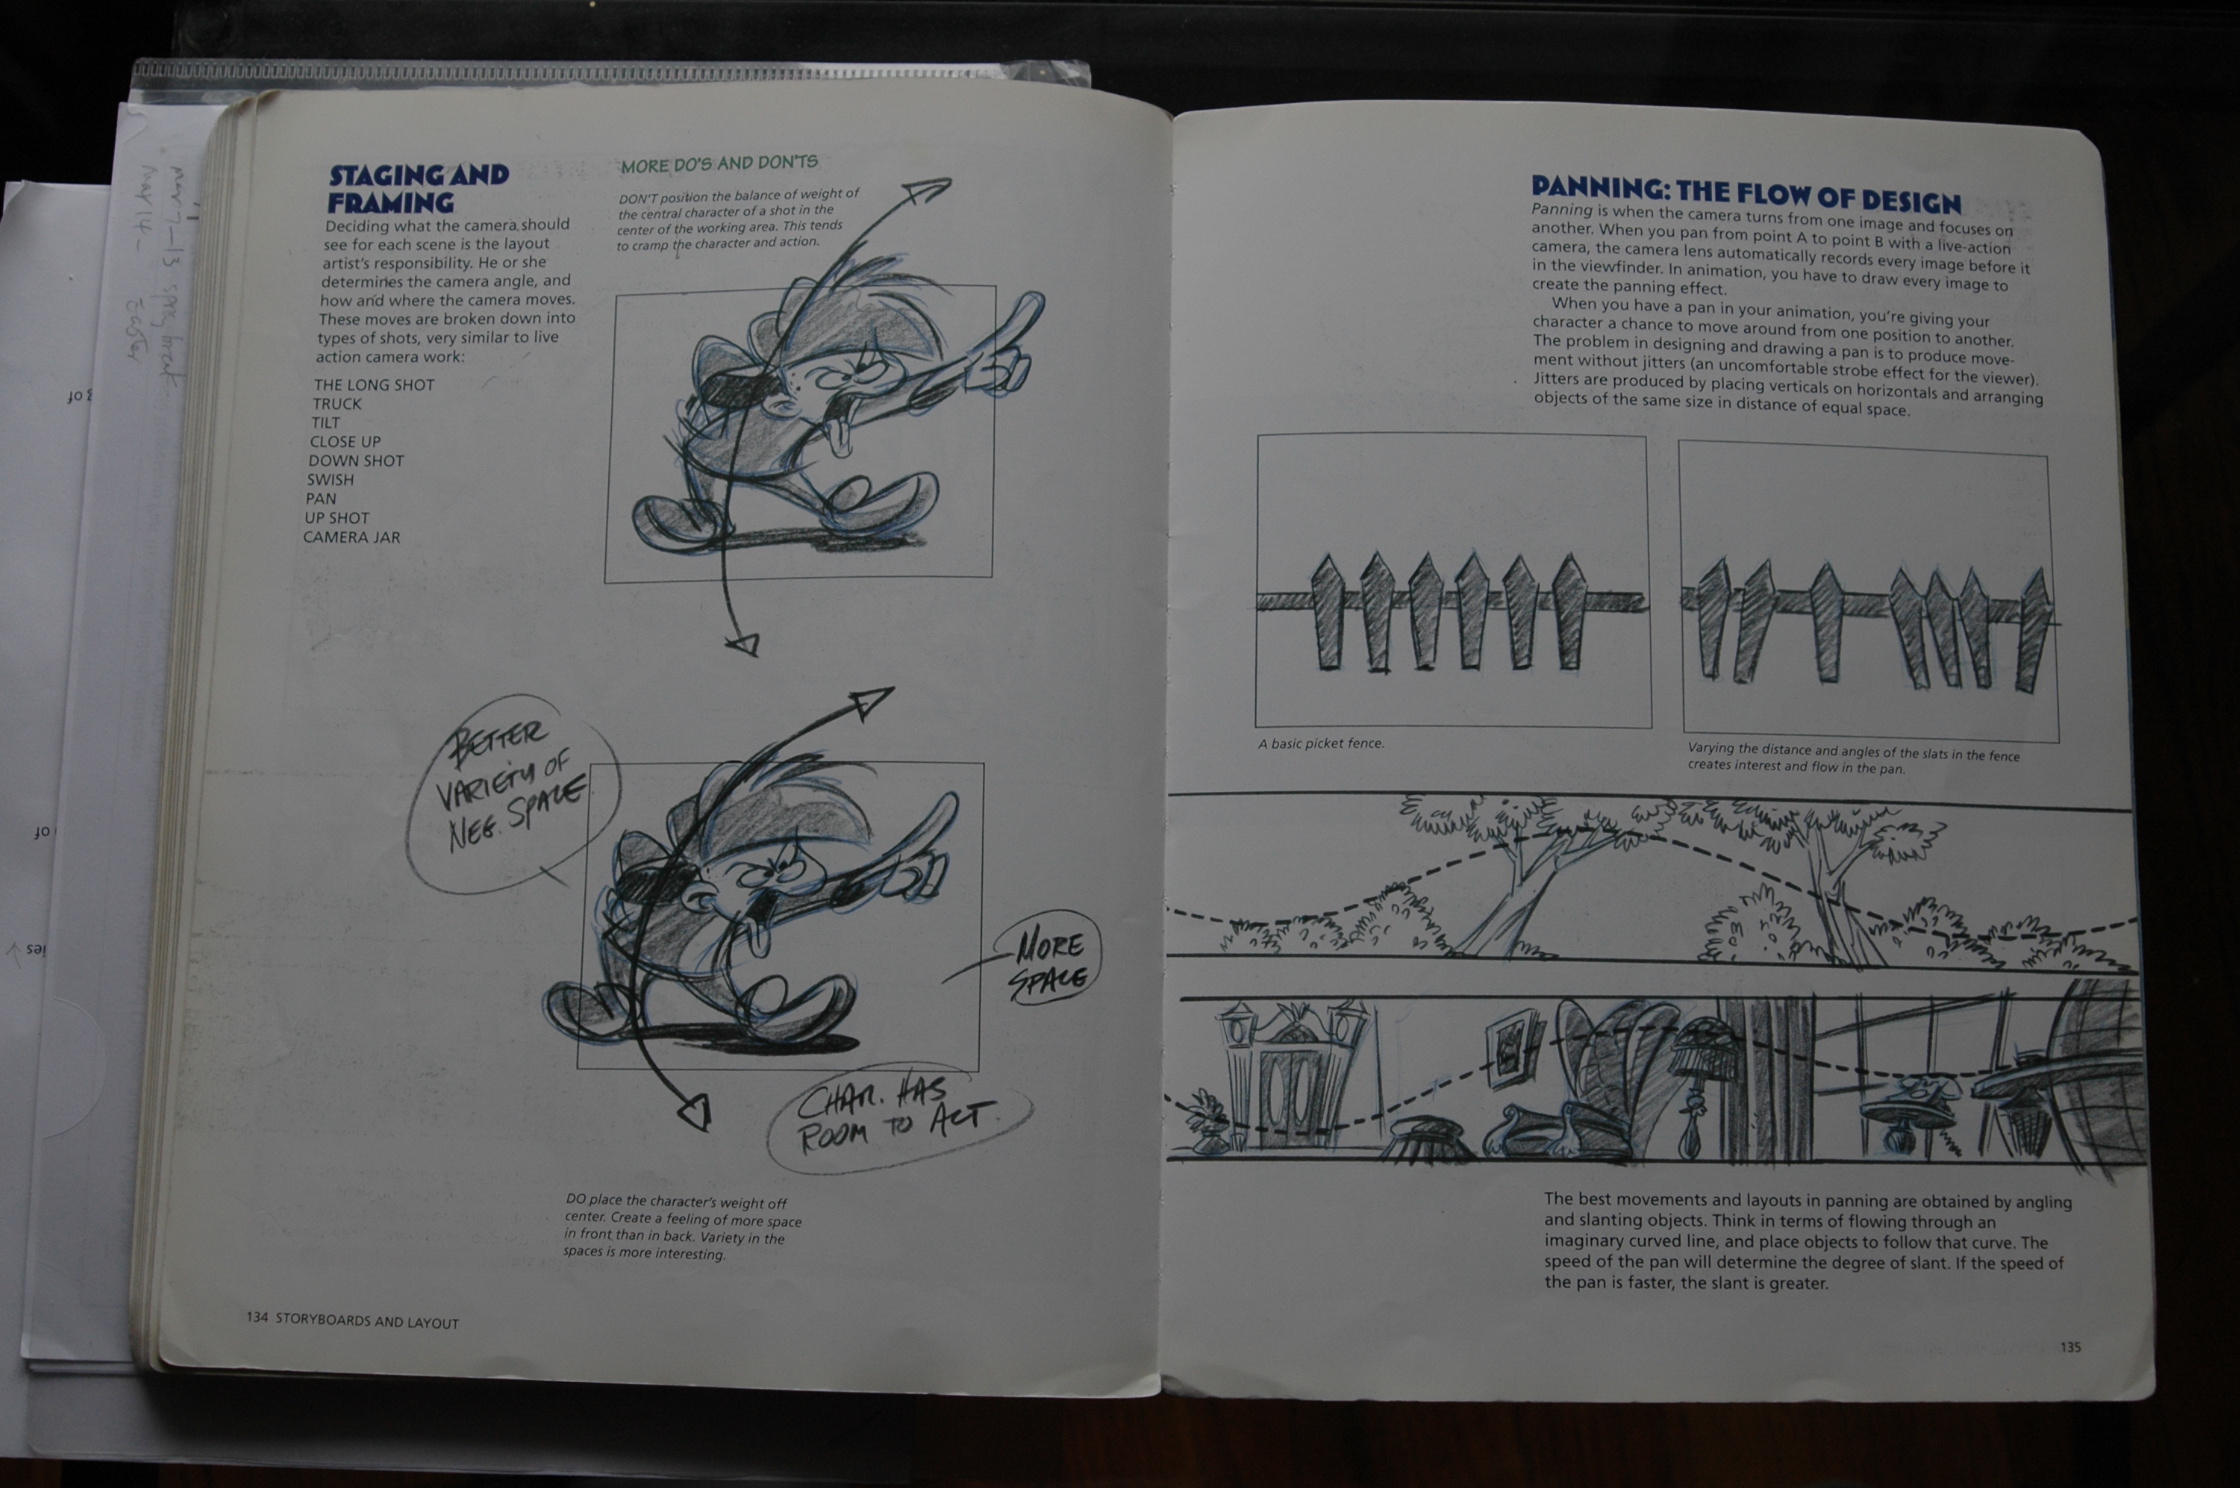 STAGING AND
FRAMING
Deciding what the camera should
see for each scene is the layout
artist's responsibility. He or she
determines the camera angle, and
how and where the camera moves.
These moves are broken down into
types of shots, very similar to live
action camera work:
THE LONG SHOT
TRUCK
TILT
CLOSE UP
DOWN SHOT
SWISH
PAN
UP SHOT
CAMERA JAR
MORE DO'S AND DON'TS
DON'T position the balance of weight of
the central character of a shot in the
center of the working area. This tends
to cramp the character and action.
BETTER
VARIETY OF
NEG. SPACE
MORE
SPACE
CHAR. HAS
ROOM TO ACT
DO place the character's weight off
center. Create a feeling of more space
in front than in back. Variety in the
spaces is more interesting.
134 STORYBOARDS AND LAYOUT
PANNING: THE FLOW OF DESIGN
Panning is when the camera turns from one image and focuses on
another. When you pan from point A to point B with a live-action
camera, the camera lens automatically records every image before it
in the viewfinder. In animation, you have to draw every image to
create the panning effect.
When you have a pan in your animation, you're giving your
character a chance to move around from one position to another.
The problem in designing and drawing a pan is to produce move-
ment without jitters (an uncomfortable strobe effect for the viewer).
Jitters are produced by placing verticals on horizontals and arranging
objects of the same size in distance of equal space.
A basic picket fence.
Varying the distance and angles of the slats in the fence
creates interest and flow in the pan.
The best movements and layouts in panning are obtained by angling
and slanting objects. Think in terms of flowing through an
imaginary curved line, and place objects to follow that curve. The
speed of the pan will determine the degree of slant. If the speed of
the pan is faster, the slant is greater.
135
mar 7-13 spring break
mar 14 -
Easter
of
of
ies